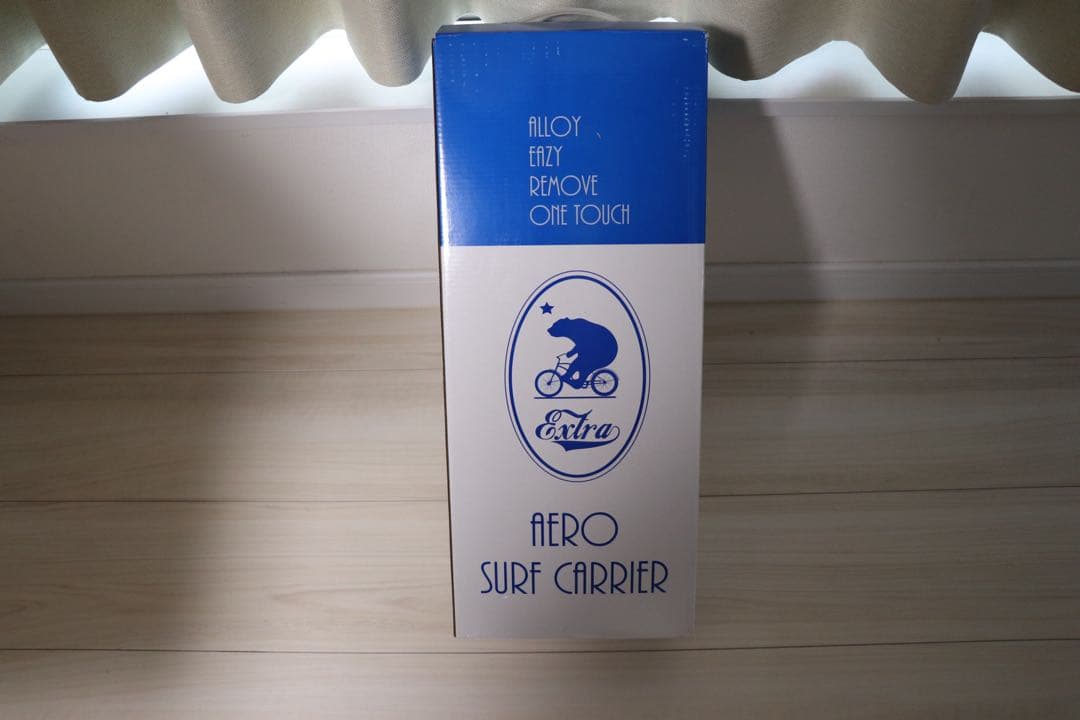 ALLOY
EAZY
REMOVE
ONE TOUCH
Extra
AERO
SURF CARRIER